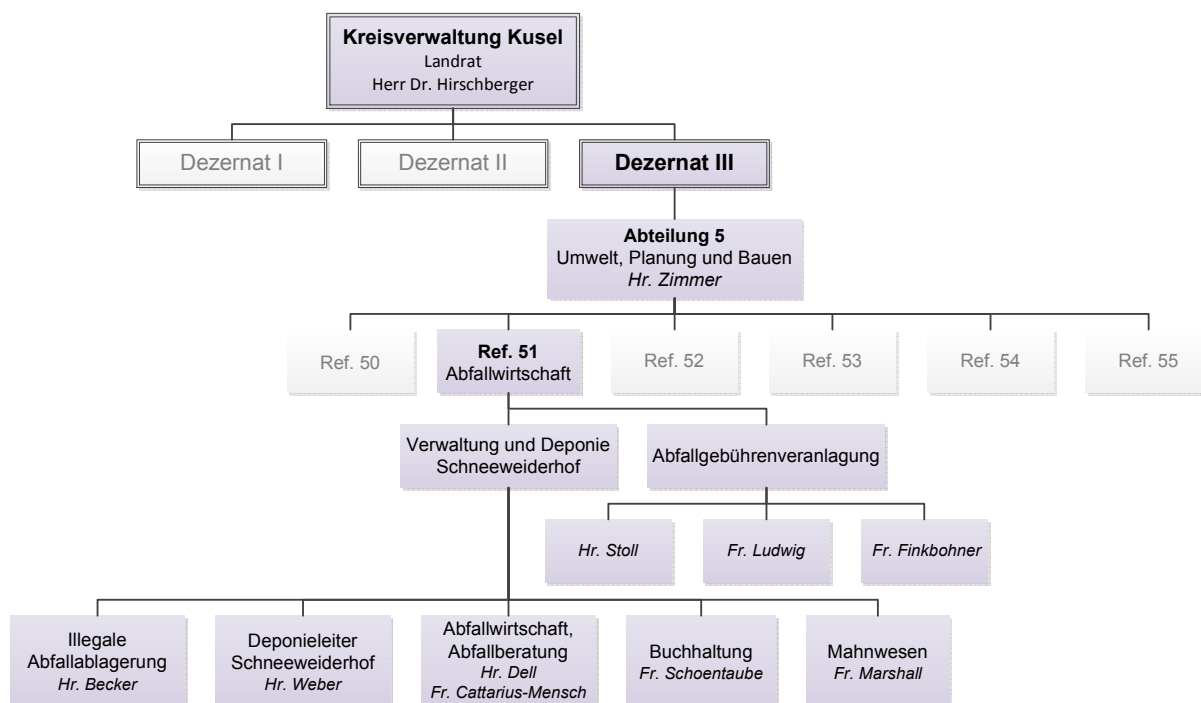 Kreisverwaltung Kusel
Landrat
Herr Dr. Hirschberger
Dezernat I
Dezernat II
Dezernat III
Abteilung 5
Umwelt, Planung und Bauen
Hr. Zimmer
Ref. 50
Ref. 51
Abfallwirtschaft
Ref. 52
Ref. 53
Ref. 54
Ref. 55
Verwaltung und Deponie
Schneeweiderhof
Abfallgebührenveranlagung
Hr. Stoll
Fr. Ludwig
Fr. Finkbohner
Illegale
Abfallablagerung
Hr. Becker
Deponieleiter
Schneeweiderhof
Hr. Weber
Abfallwirtschaft,
Abfallberatung
Hr. Dell
Fr. Cattarius-Mensch
Buchhaltung
Fr. Schoentaube
Mahnwesen
Fr. Marshall